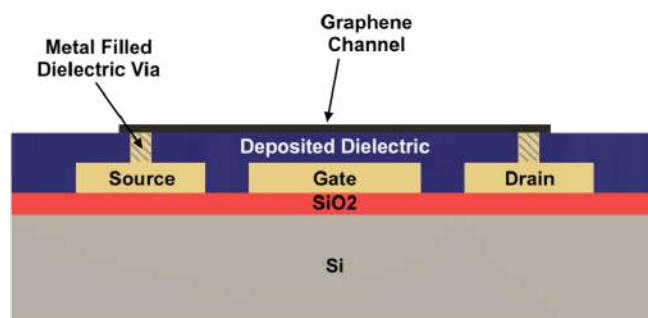 Graphene
Channel
Metal Filled
Dielectric Via
Deposited Dielectric
Source
Gate
Drain
SiO2
Si